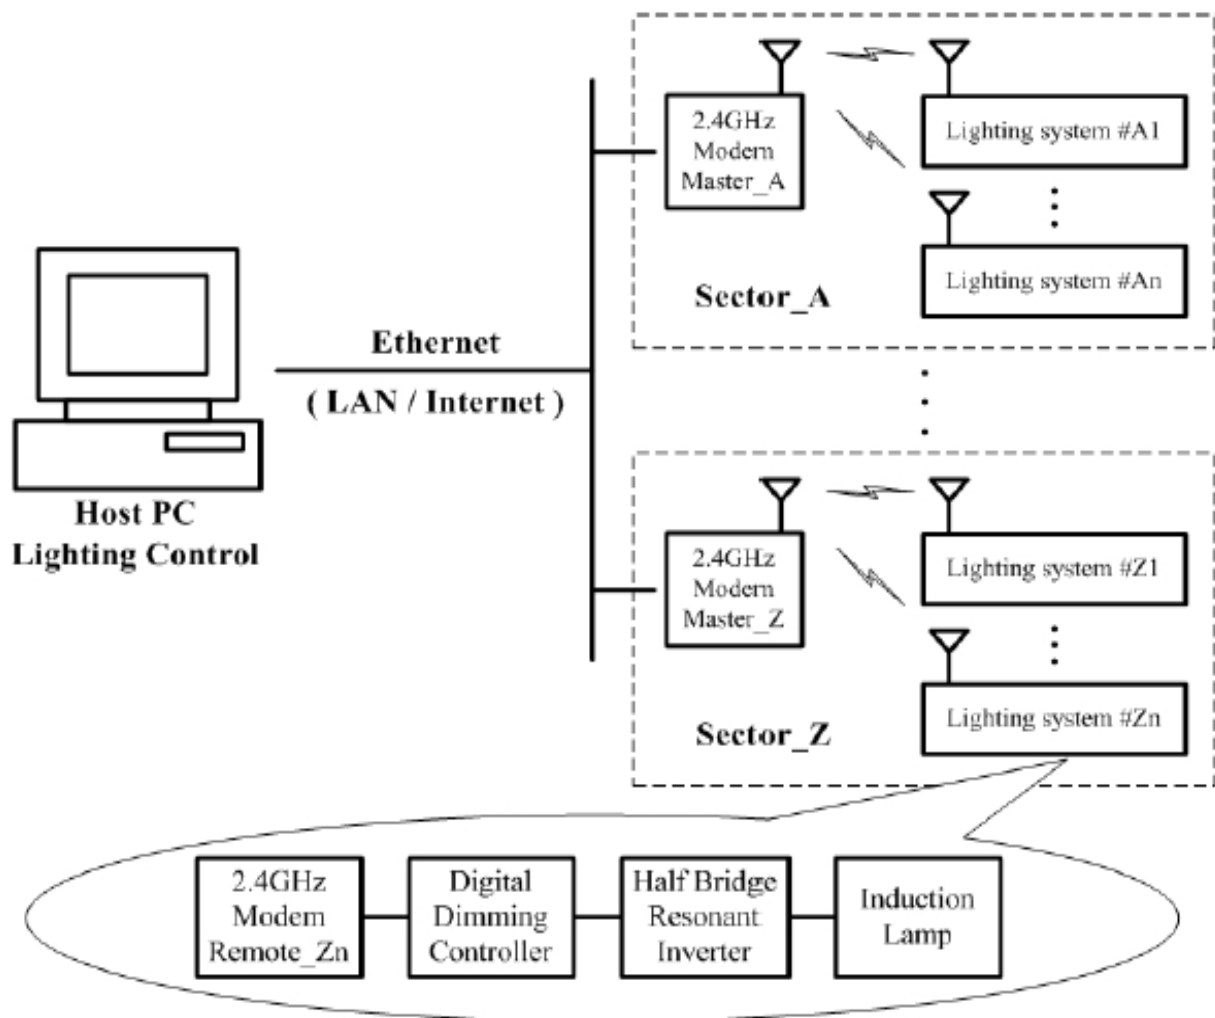 2.4GHz
Modem
Master_A
Lighting system #A1
Lighting system #An
Sector_A
Ethernet
( LAN / Internet )
Host PC
Lighting Control
2.4GHz
Modem
Master_Z
Lighting system #Z1
Lighting system #Zn
Sector_Z
2.4GHz
Modem
Remote_Zn
Digital
Dimming
Controller
Half Bridge
Resonant
Inverter
Induction
Lamp